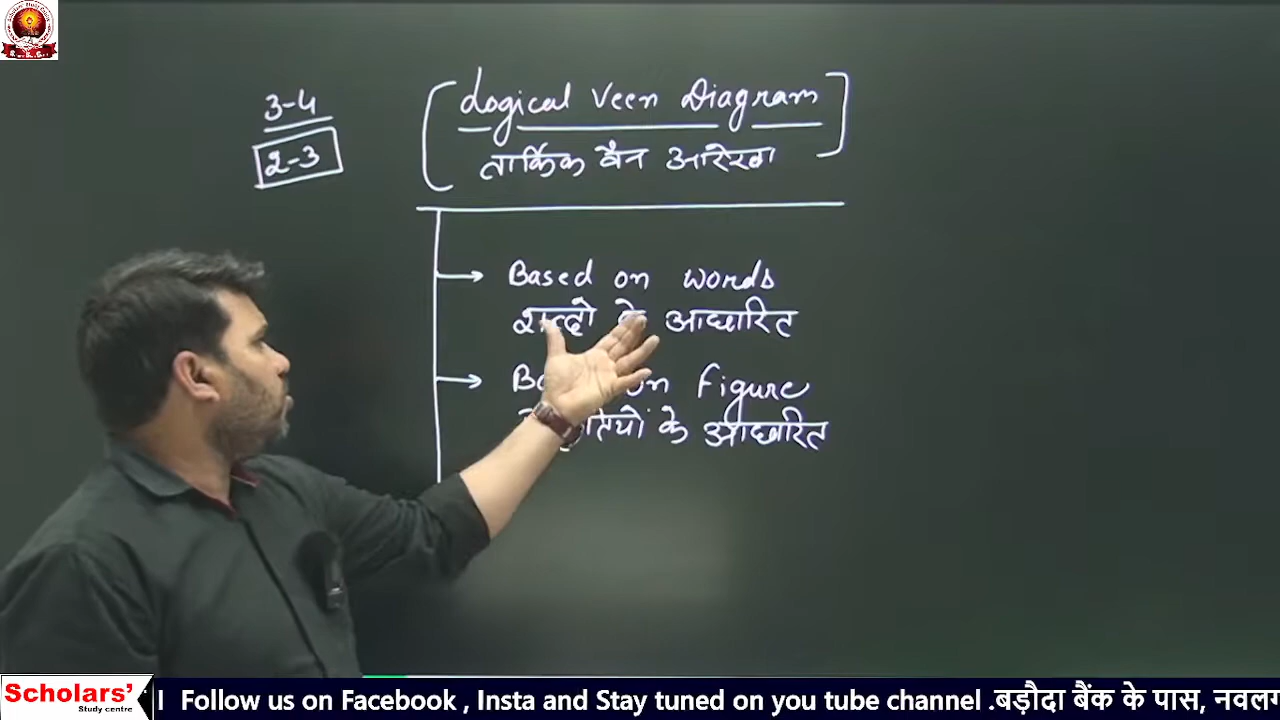 3-4
2-3
Logical Veen Diagram
तार्किक वैन आरेख
Based on words
शब्दो के आधारित
on figure
के आधारित
Scholars'
Study centre
Follow us on Facebook , Insta and Stay tuned on you tube channel .बड़ौदा बैंक के पास,